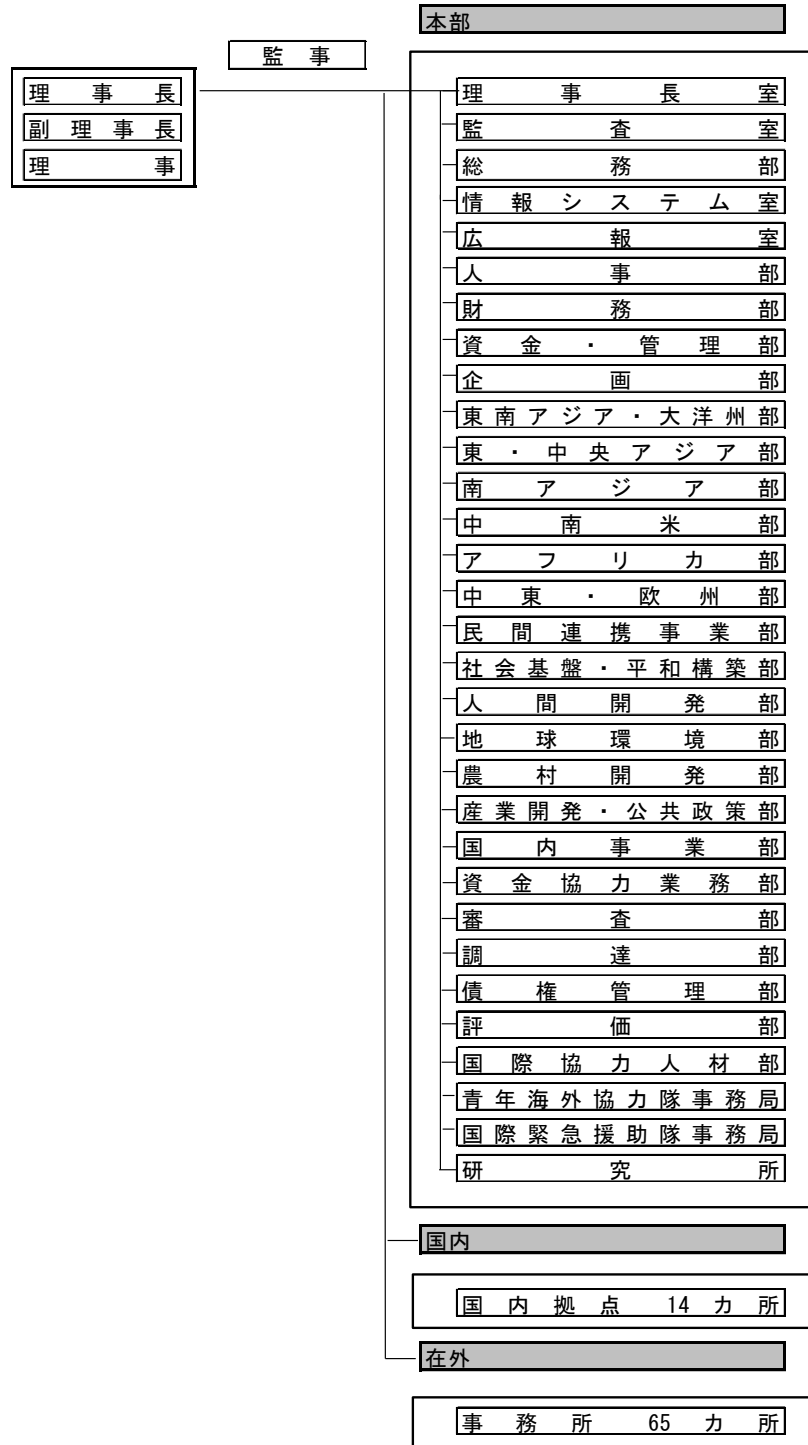 本部
監事
理事長
副理事長
理事
理事長室
監査室
総務部
情報システム室
広報室
人事部
財務部
資金・管理部
企画部
東南アジア・大洋州部
東・中央アジア部
南アジア部
中南米部
アフリカ部
中東・欧州部
民間連携事業部
社会基盤・平和構築部
人間開発部
地球環境部
農村開発部
産業開発・公共政策部
国内事業部
資金協力業務部
審査部
調達部
債権管理部
評価部
国際協力人材部
青年海外協力隊事務局
国際緊急援助隊事務局
研究所
国内
国内拠点 14カ所
在外
事務所 65カ所